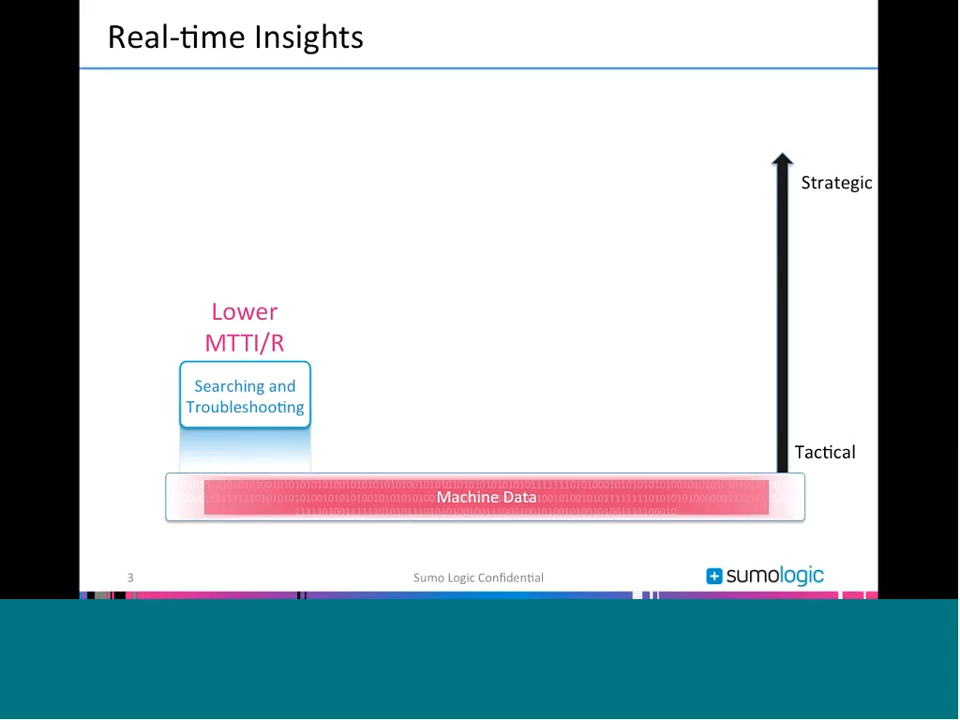 Real-time Insights
Strategic
Lower
MTTI/R
Searching and
Troubleshooting
Tactical
Machine Data
3
Sumo Logic Confidential
sumologic